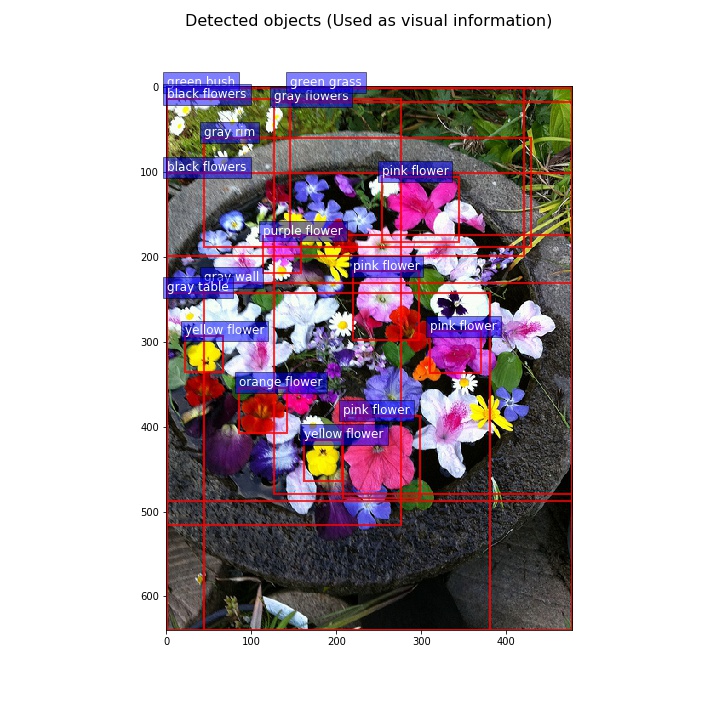 Detected objects (Used as visual information)
green bush
green grass
black flowers
gray flowers
gray rim
black flowers
pink flower
purple flower
pink flower
gray wall
gray table
pink flower
yellow flower
orange flower
pink flower
yellow flower
0
100
200
300
400
500
600
0 100 200 300 400